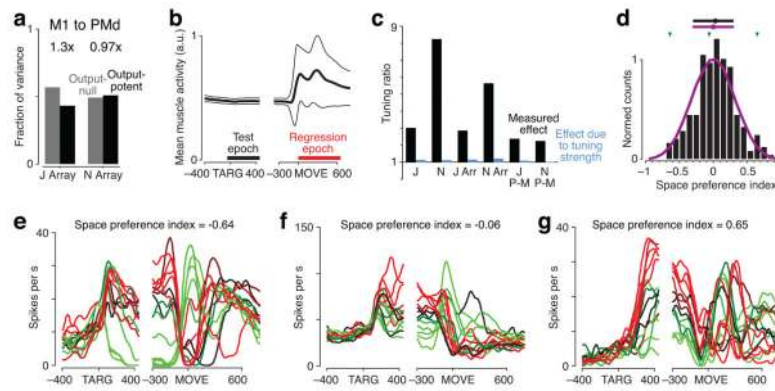 a
M1 to PMd
1.3x 0.97x
Fraction of variance
1
0
Output-null
Output-potent
J Array N Array
b
Mean muscle activity (a.u.)
1
0
Test epoch
Regression epoch
−400 TARG 400 −300 MOVE 600
c
Tuning ratio
9
1
Measured effect
Effect due to tuning strength
J N J Arr N Arr J P-M N P-M
d
Normed counts
1
0
−1 −0.5 0 0.5
Space preference index
e
Space preference index = -0.64
Spikes per s
40
0
−400 TARG 400 −300 MOVE 600
f
Space preference index = -0.06
Spikes per s
150
0
−400 TARG 400 −300 MOVE 600
g
Space preference index = 0.65
Spikes per s
40
0
−400 TARG 400 −300 MOVE 600